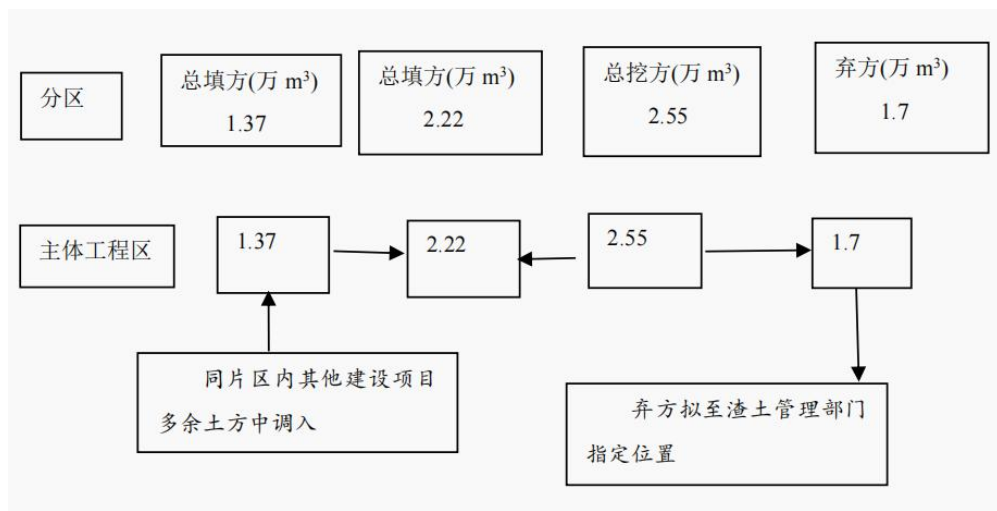 分区
总填方(万 m³)
1.37
总填方(万 m³)
2.22
总挖方(万 m³)
2.55
弃方(万 m³)
1.7
主体工程区
1.37
2.22
2.55
1.7
同片区内其他建设项目
多余土方中调入
弃方拟至渣土管理部门
指定位置